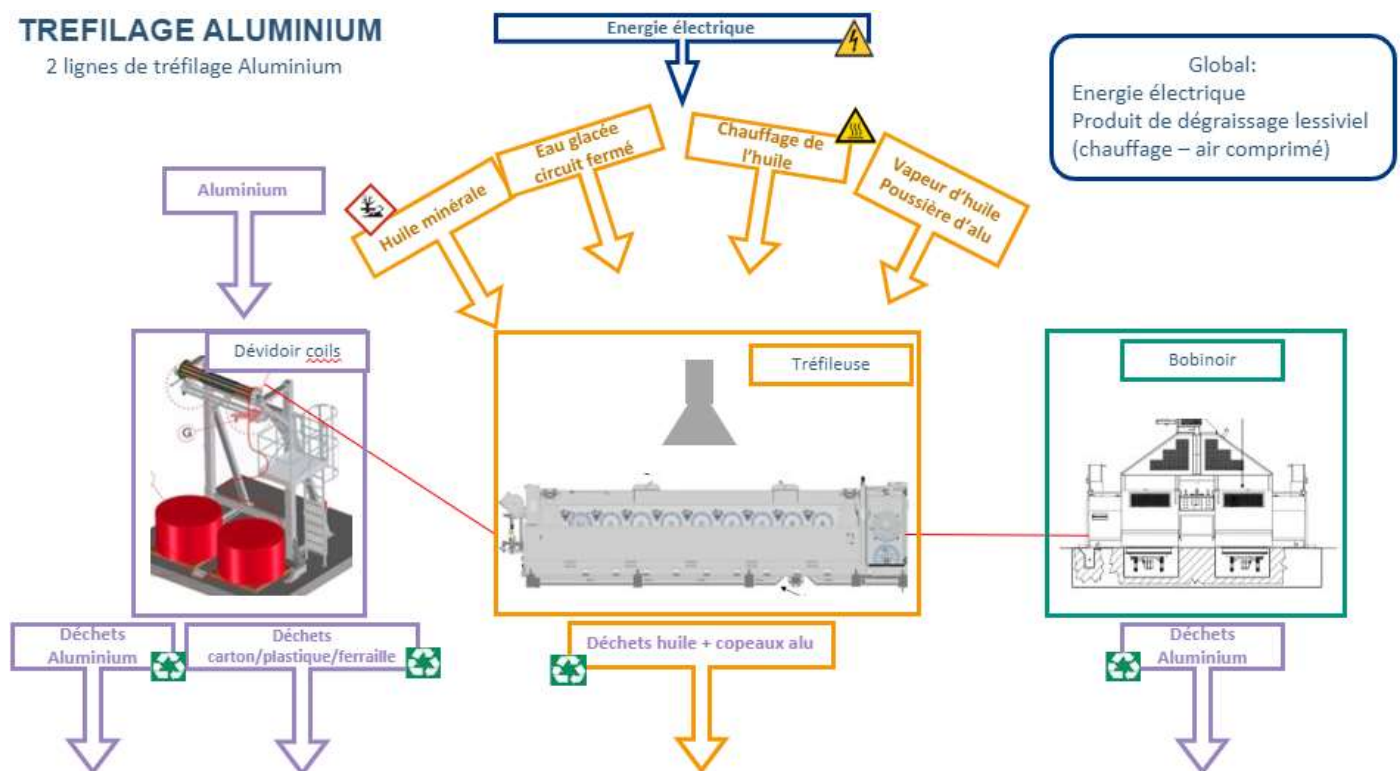 TREFILAGE ALUMINIUM
2 lignes de tréfilage Aluminium
Energie électrique
Global:
Energie électrique
Produit de dégraissage lessiviel
(chauffage – air comprimé)
Aluminium
Huile minérale
Eau glacée
circuit fermé
Chauffage de
l'huile
Vapeur d'huile
Poussière d'alu
Dévidoir coils
G
Tréfileuse
Bobinoir
Déchets
Aluminium
Déchets
carton/plastique/ferraille
Déchets huile + copeaux alu
Déchets
Aluminium